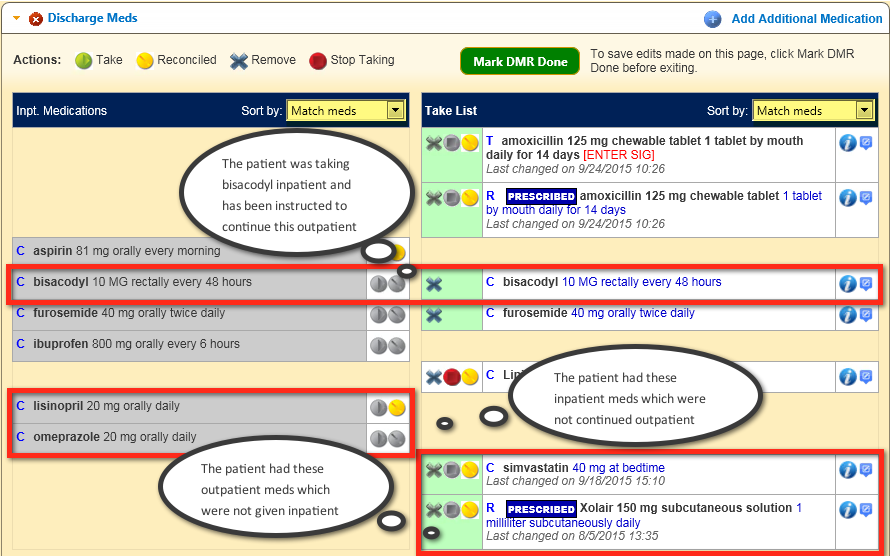 Discharge Meds
Add Additional Medication
Actions: Take Reconciled Remove Stop Taking
Mark DMR Done
To save edits made on this page, click Mark DMR
Done before exiting.
Inpt. Medications Sort by: Match meds
Take List Sort by: Match meds
T amoxicillin 125 mg chewable tablet 1 tablet by mouth
daily for 14 days [ENTER SIG]
Last changed on 9/24/2015 10:26
R PRESCRIBED amoxicillin 125 mg chewable tablet 1 tablet
by mouth daily for 14 days
Last changed on 9/24/2015 10:26
The patient was taking
bisacodyl inpatient and
has been instructed to
continue this outpatient
C aspirin 81 mg orally every morning
C bisacodyl 10 MG rectally every 48 hours
C bisacodyl 10 MG rectally every 48 hours
C furosemide 40 mg orally twice daily
C furosemide 40 mg orally twice daily
C ibuprofen 800 mg orally every 6 hours
C
The patient had these
inpatient meds which were
not continued outpatient
C lisinopril 20 mg orally daily
C omeprazole 20 mg orally daily
The patient had these
outpatient meds which
were not given inpatient
C simvastatin 40 mg at bedtime
Last changed on 9/18/2015 15:10
R PRESCRIBED Xolair 150 mg subcutaneous solution 1
milliliter subcutaneously daily
Last changed on 8/5/2015 13:35